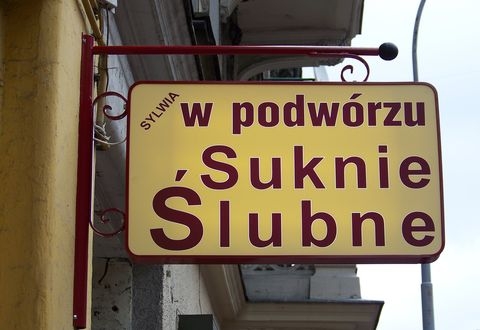 SYLWIA
w podwórzu
Suknie
Ślubne